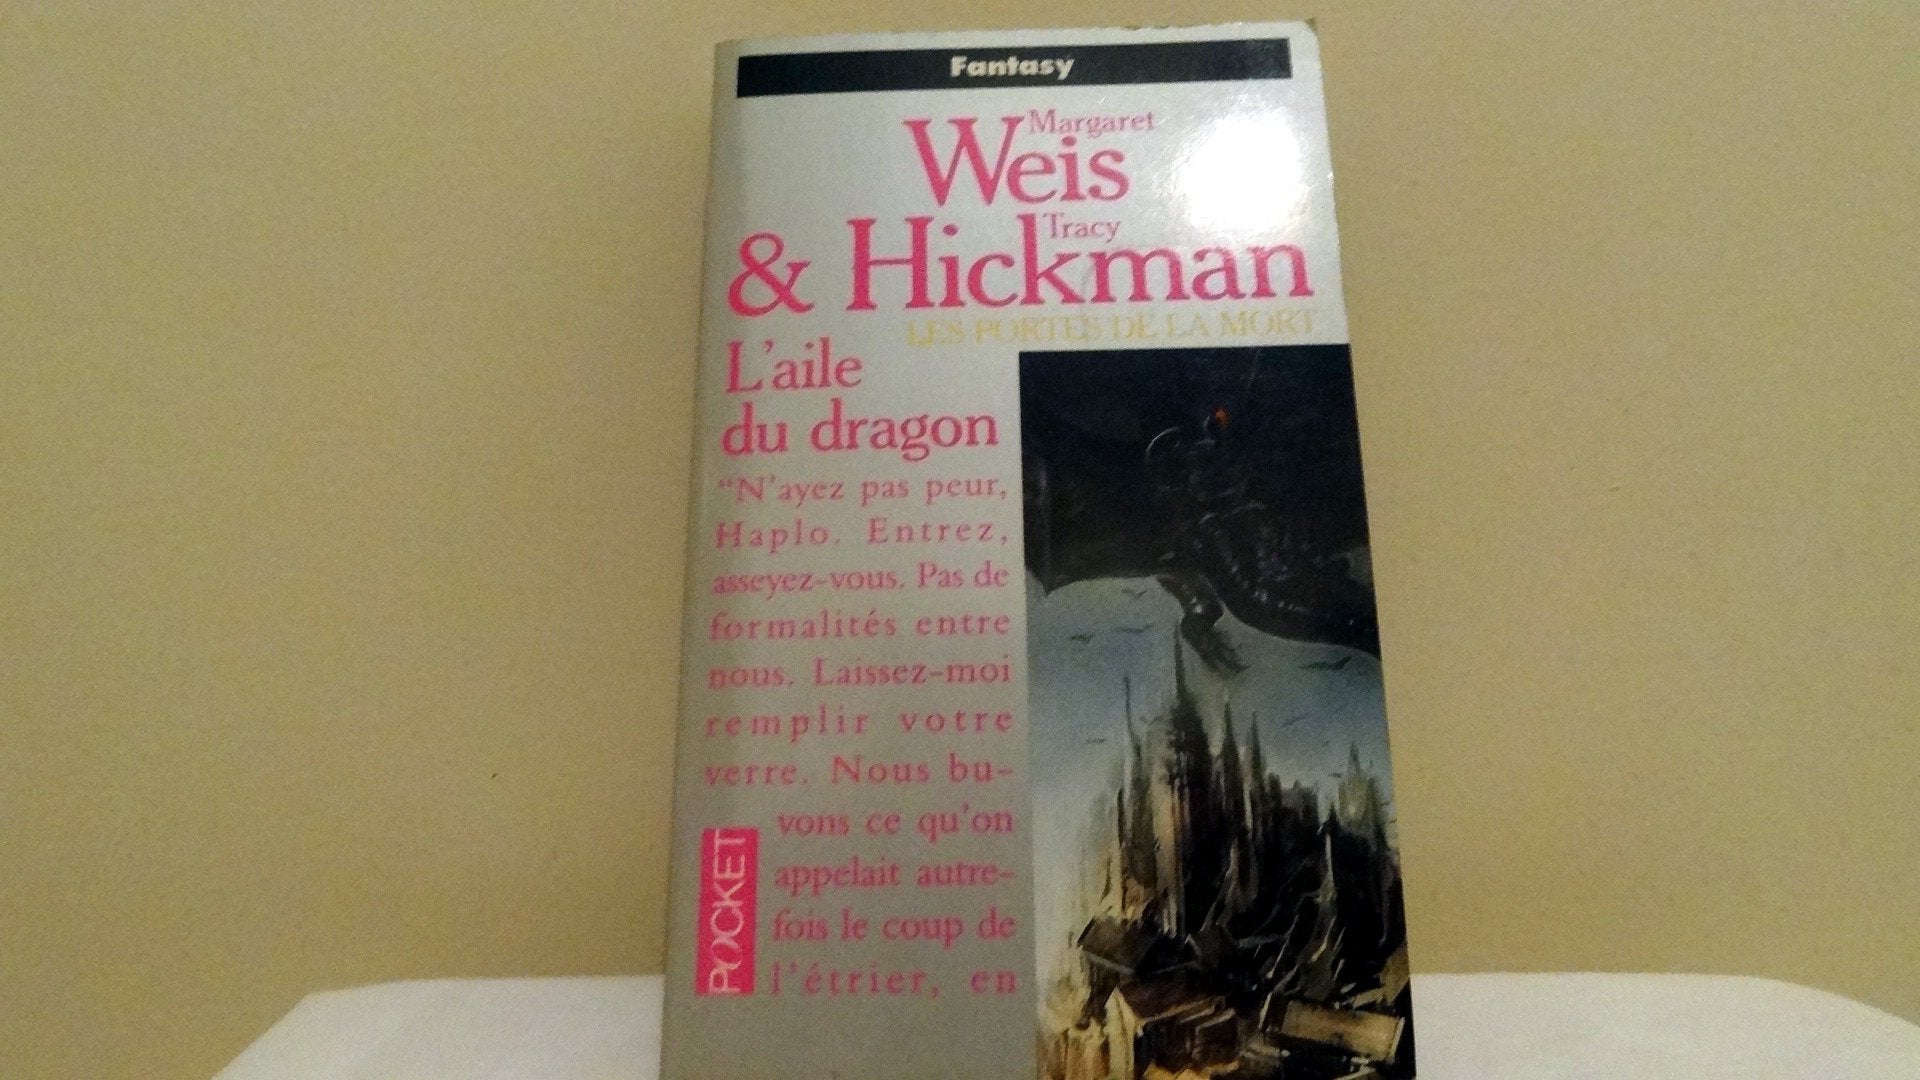 Fantasy
Margaret
Weis
Tracy
& Hickman
LES PORTES DE LA MORT
L'aile
du dragon
“N'ayez pas peur,
Haplo. Entrez,
asseyez-vous. Pas de
formalités entre
nous. Laissez-moi
remplir votre
verre. Nous bu-
vons ce qu'on
appelait autre-
fois le coup de
l'étrier, en
POCKET